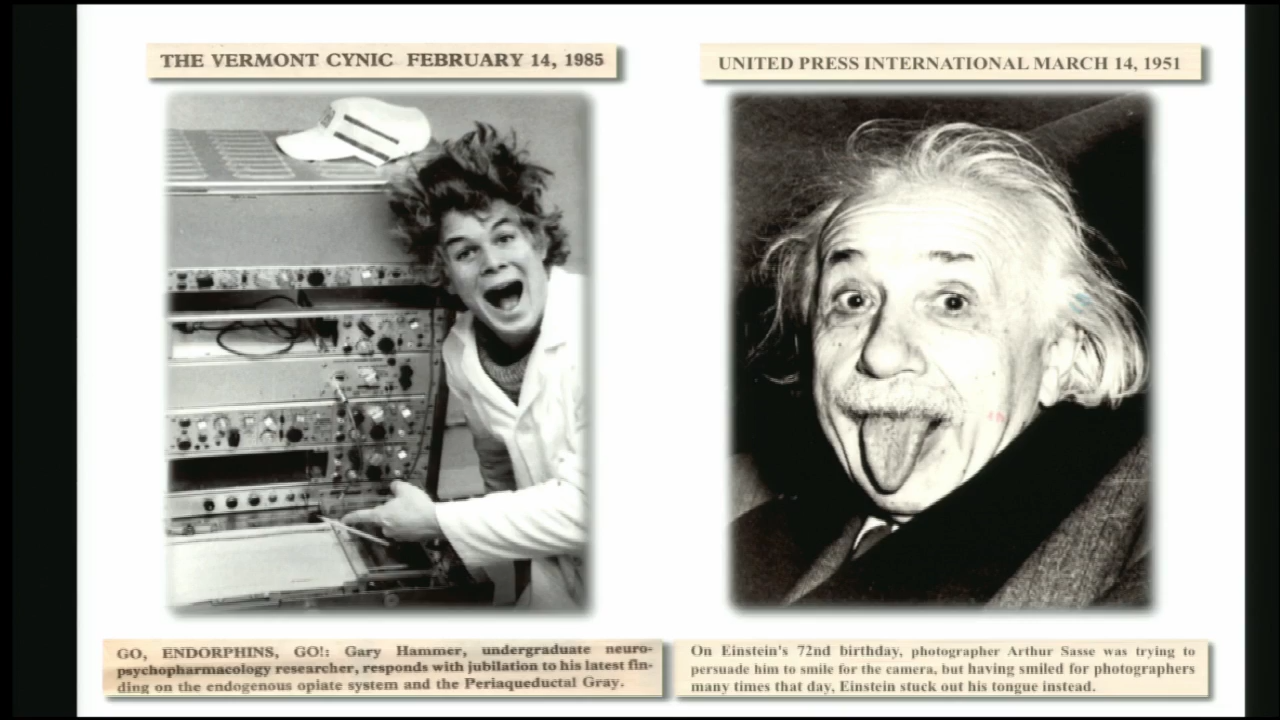 THE VERMONT CYNIC FEBRUARY 14, 1985
GO, ENDORPHINS, GO!: Gary Hammer, undergraduate neuro-
psychopharmacology researcher, responds with jubilation to his latest fin-
ding on the endogenous opiate system and the Periaqueductal Gray.
UNITED PRESS INTERNATIONAL MARCH 14, 1951
On Einstein's 72nd birthday, photographer Arthur Sasse was trying to
persuade him to smile for the camera, but having smiled for photographers
many times that day, Einstein stuck out his tongue instead.